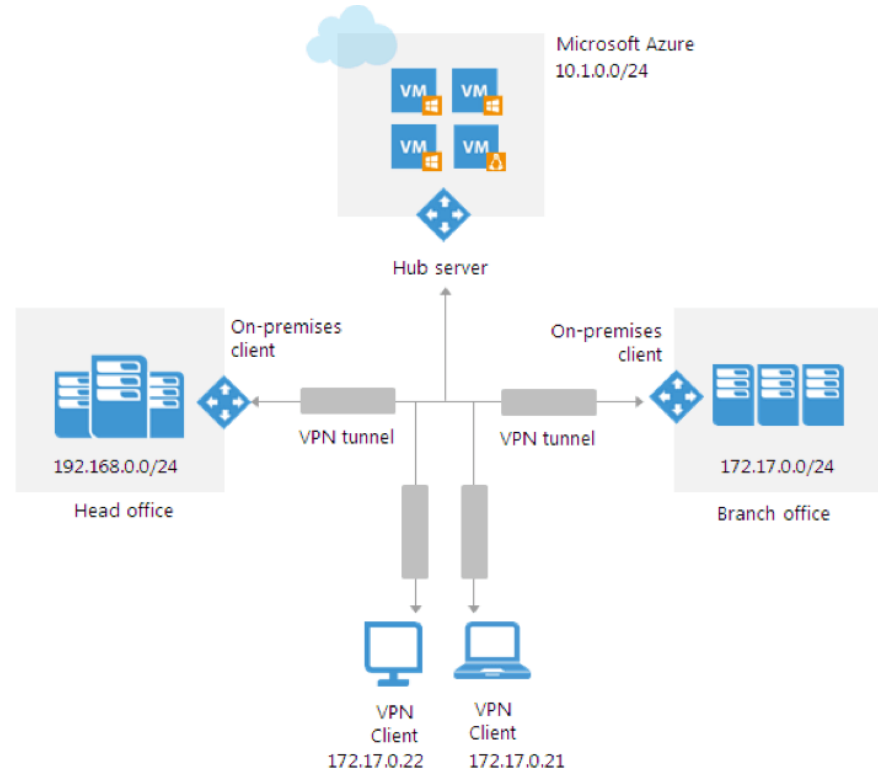 Microsoft Azure
10.1.0.0/24
VM
VM
VM
VM
Hub server
On-premises
client
On-premises
client
VPN tunnel
VPN tunnel
192.168.0.0/24
172.17.0.0/24
Head office
Branch office
VPN
Client
172.17.0.22
VPN
Client
172.17.0.21